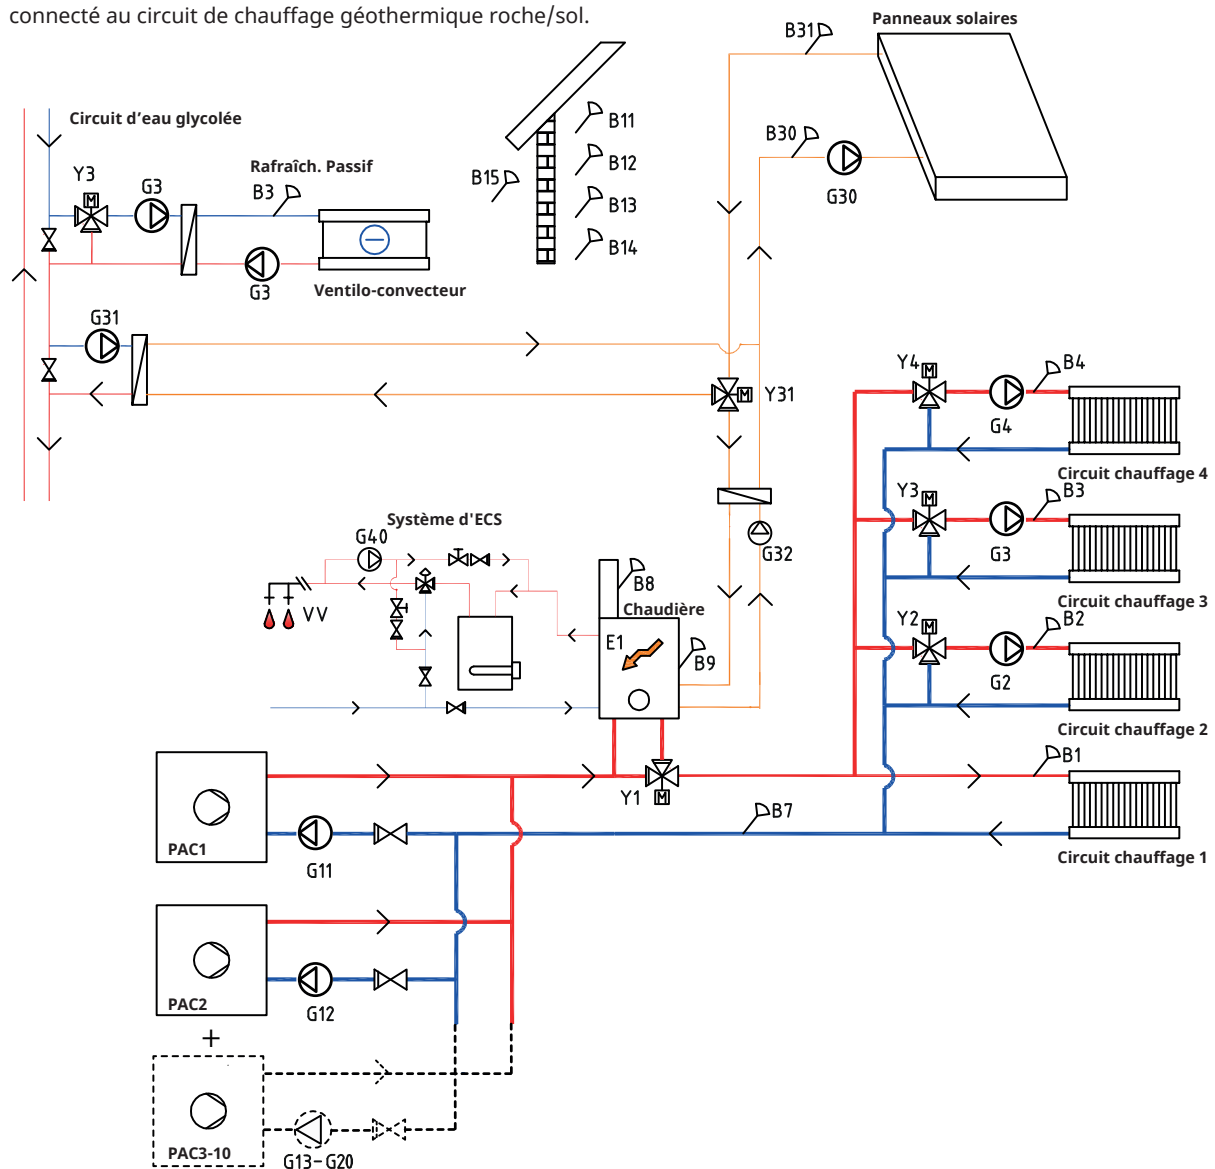 connecté au circuit de chauffage géothermique roche/sol.
Panneaux solaires
B31
Circuit d’eau glycolée
B11
B30
Rafraîch. Passif
B12
Y3
G3
B3
B15
G30
B13
B14
G3
Ventilo-convecteur
G31
Y4
B4
M
M
Y31
G4
Circuit chauffage 4
Y3
B3
M
Système d'ECS
G40
G32
G3
B8
VV
Chaudière
Circuit chauffage 3
Y2
B2
M
E1
B9
G2
Circuit chauffage 2
B1
Y1
M
B7
PAC1
G11
Circuit chauffage 1
PAC2
G12
+
PAC3-10
G13-G20
M